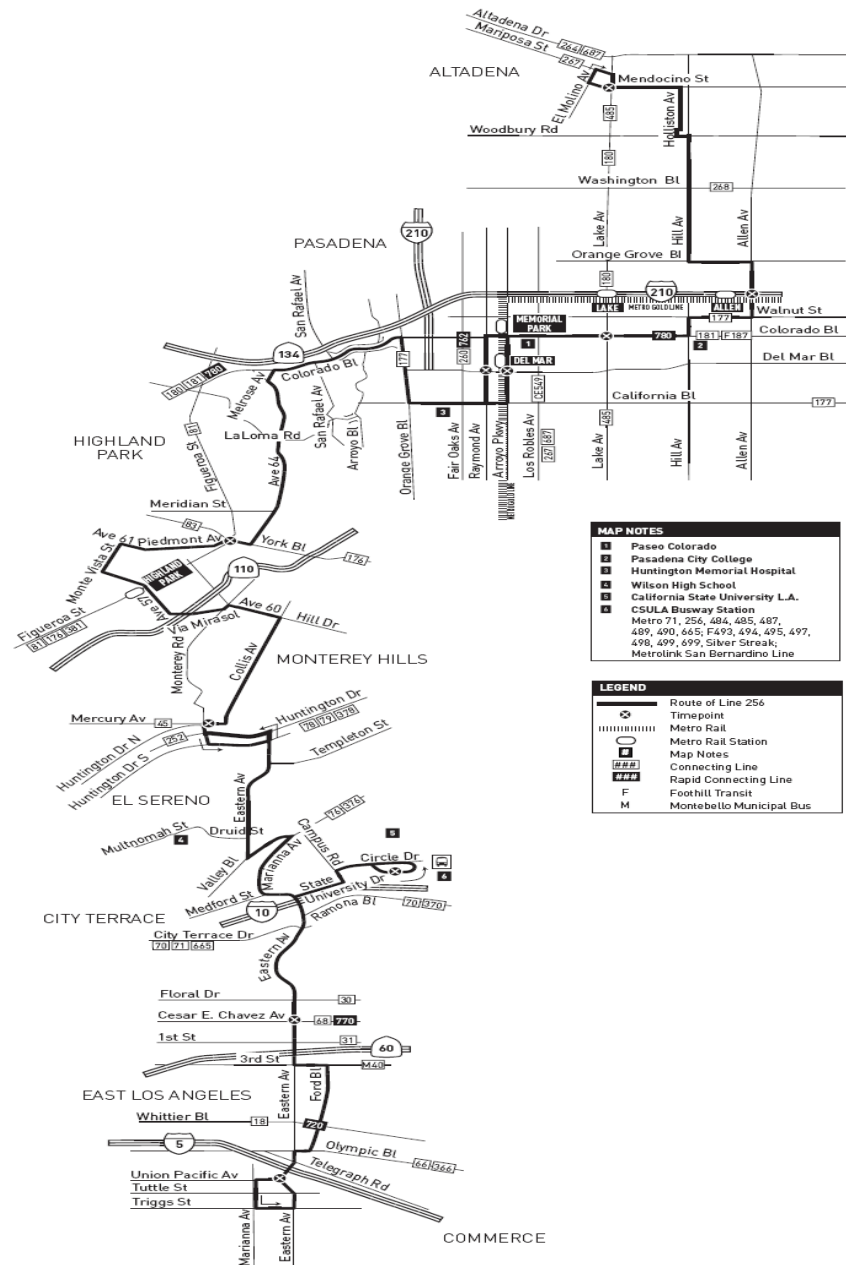 Altadena Dr
264 687
Mariposa St
267
ALTADENA
El Molino Av
Mendocino St
485
Holliston Av
Woodbury Rd
180
Washington Bl
268
Lake Av
Hill Av
Allen Av
210
PASADENA
Orange Grove Bl
San Rafael Av
180
210
LAKE
METRO GOLD LINE
ALLEN
177
Walnut St
MEMORIAL PARK
1
780
181 F187
Colorado Bl
2
134
180 181 780
Colorado Bl
177
260 762
DEL MAR
Del Mar Bl
Metrose Av
CE549
California Bl
177
3
HIGHLAND PARK
81
Figueroa St
LaLoma Rd
San Rafael Av
Arroyo Bl
Orange Grove Bl
Fair Oaks Av
Raymond Av
Arroyo Pkwy
METRO GOLD LINE
Los Robles Av
267 687
Lake Av
485
Hill Av
Allen Av
Ave 64
Meridian St
83
Ave 61
Piedmont Av
York Bl
176
Monte Vista St
HIGHLAND PARK
110
Ave 57
Figueroa St
81 176 381
Via Mirasol
Ave 60
Hill Dr
Monterey Rd
Collis Av
MONTEREY HILLS
Mercury Av
45
Huntington Dr
78 79 378
Huntington Dr N
252
Huntington Dr S
Templeton St
EL SERENO
Eastern Av
Multnomah St
4
Druid St
76 376
Valley Bl
Marianna Av
Campus Rd
5
Circle Dr
6
State University Dr
Medford St
10
Ramona Bl
70 370
CITY TERRACE
City Terrace Dr
70 71 665
Eastern Av
Floral Dr
30
Cesar E. Chavez Av
68 770
1st St
31
60
3rd St
M40
EAST LOS ANGELES
Eastern Av
Ford Bl
Whittier Bl
18
720
5
Olympic Bl
66 366
Telegraph Rd
Union Pacific Av
Tuttle St
Triggs St
Marianna Av
Eastern Av
COMMERCE
MAP NOTES
1 Paseo Colorado
2 Pasadena City College
3 Huntington Memorial Hospital
4 Wilson High School
5 California State University L.A.
6 CSULA Busway Station
Metro 71, 256, 484, 485, 487,
489, 490, 665; F493, 494, 495, 497,
498, 499, 699, Silver Streak;
Metrolink San Bernardino Line
LEGEND
Route of Line 256
Timepoint
Metro Rail
Metro Rail Station
# Map Notes
### Connecting Line
### Rapid Connecting Line
F Foothill Transit
M Montebello Municipal Bus